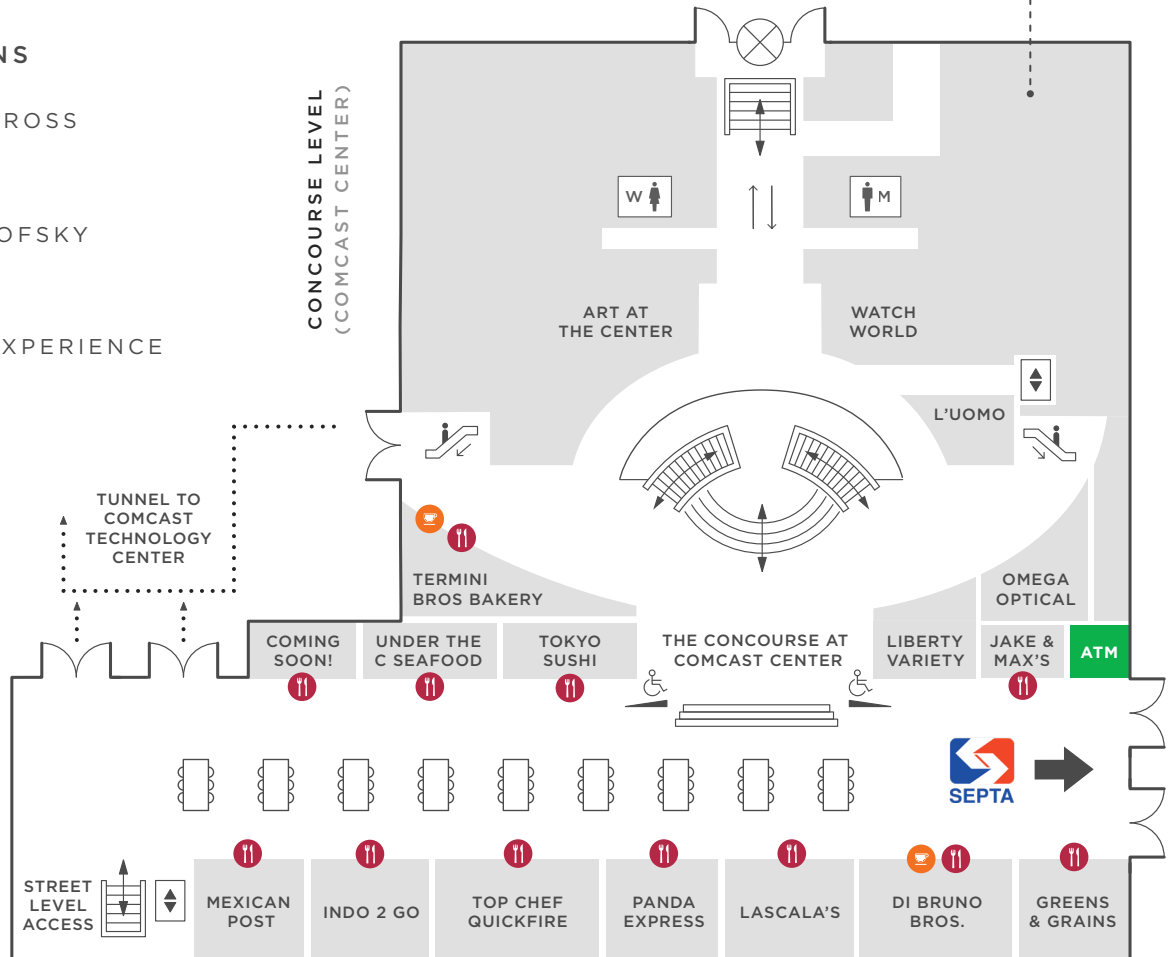 NS
ROSS
OFSKY
XPERIENCE
CONCOURSE LEVEL
(COMCAST CENTER)
W
M
ART AT
THE CENTER
WATCH
WORLD
L'UOMO
TUNNEL TO
COMCAST
TECHNOLOGY
CENTER
TERMINI
BROS BAKERY
OMEGA
OPTICAL
COMING
SOON!
UNDER THE
C SEAFOOD
TOKYO
SUSHI
THE CONCOURSE AT
COMCAST CENTER
LIBERTY
VARIETY
JAKE &
MAX'S
ATM
SEPTA
STREET
LEVEL
ACCESS
MEXICAN
POST
INDO 2 GO
TOP CHEF
QUICKFIRE
PANDA
EXPRESS
LASCALA'S
DI BRUNO
BROS.
GREENS
& GRAINS